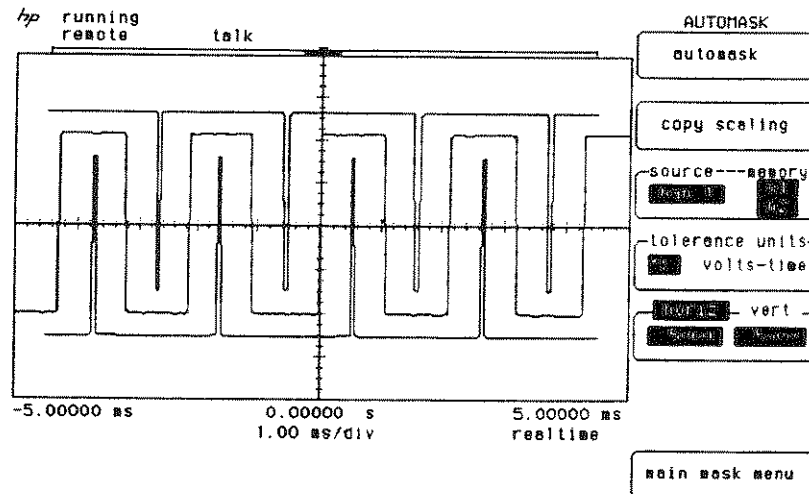 hp running
remote talk
AUTOMASK
automask
copy scaling
source---memory
tolerance units
volts-time
vert
-5.00000 ms 0.00000 s 5.00000 ms
1.00 ms/div realtime
main mask menu